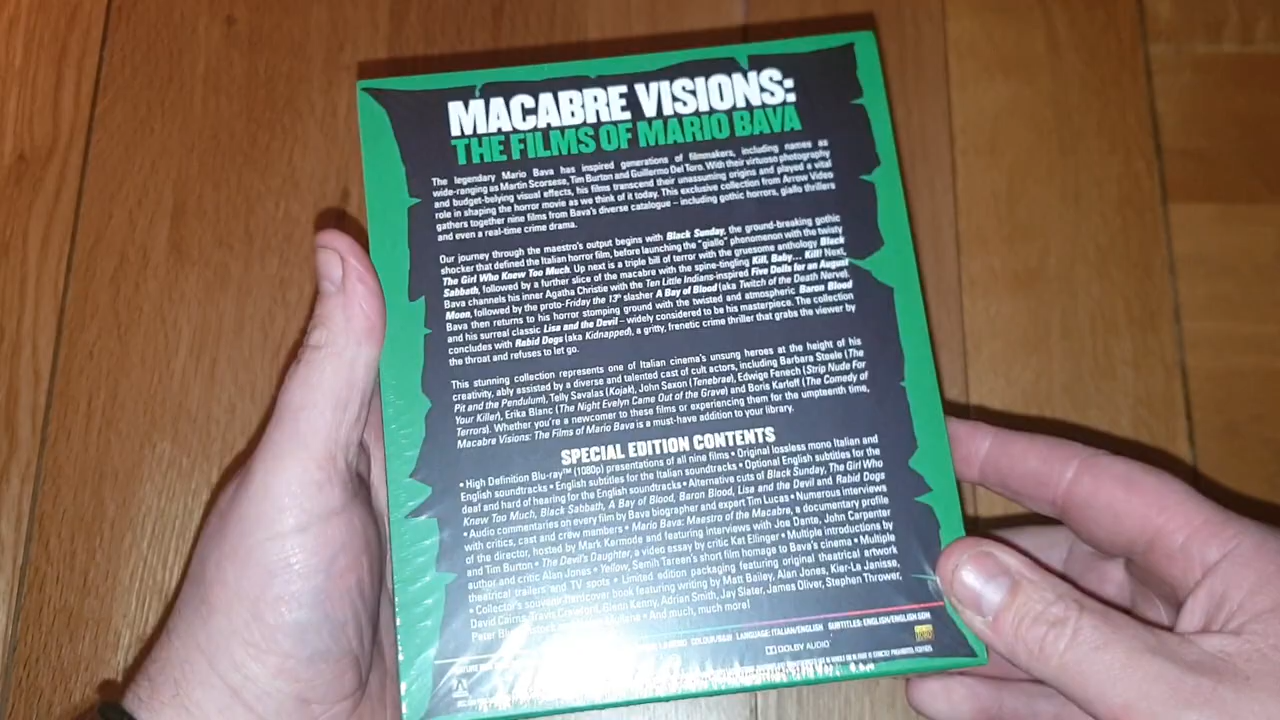 MACABRE VISIONS:
THE FILMS OF MARIO BAVA
The legendary Mario Bava has inspired generations of filmmakers, including names as
wide-ranging as Martin Scorsese, Tim Burton and Guillermo Del Toro. With their virtuoso photography
and budget-belying visual effects, his films transcend their unassuming origins and played a vital
role in shaping the horror movie as we think of it today. This exclusive collection from Arrow Video
gathers together nine films from Bava's diverse catalogue – including gothic horrors, giallo thrillers
and even a real-time crime drama.
Our journey through the maestro's output begins with Black Sunday, the ground-breaking gothic
shocker that defined the Italian horror film, before launching the "giallo" phenomenon with the twisty
The Girl Who Knew Too Much. Up next is a triple bill of terror with the gruesome anthology Black
Sabbath, followed by a further slice of the macabre with the spine-tingling Kill, Baby... Kill! Next,
Bava channels his inner Agatha Christie with the Ten Little Indians-inspired Five Dolls for an August
Moon, followed by the proto-Friday the 13th slasher A Bay of Blood (aka Twitch of the Death Nerve).
Bava then returns to his horror stomping ground with the twisted and atmospheric Baron Blood
and his surreal classic Lisa and the Devil – widely considered to be his masterpiece. The collection
concludes with Rabid Dogs (aka Kidnapped), a gritty, frenetic crime thriller that grabs the viewer by
the throat and refuses to let go.
This stunning collection represents one of Italian cinema's unsung heroes at the height of his
creativity, ably assisted by a diverse and talented cast of cult actors, including Barbara Steele (The
Pit and the Pendulum), Telly Savalas (Kojak), John Saxon (Tenebrae), Edwige Fenech (Strip Nude For
Your Killer), Erika Blanc (The Night Evelyn Came Out of the Grave) and Boris Karloff (The Comedy of
Terrors). Whether you're a newcomer to these films or experiencing them for the umpteenth time,
Macabre Visions: The Films of Mario Bava is a must-have addition to your library.
SPECIAL EDITION CONTENTS
• High Definition Blu-ray™ (1080p) presentations of all nine films • Original lossless mono Italian and
English soundtracks • English subtitles for the Italian soundtracks • Optional English subtitles for the
deaf and hard of hearing for the English soundtracks • Alternative cuts of Black Sunday, The Girl Who
Knew Too Much, Black Sabbath, A Bay of Blood, Baron Blood, Lisa and the Devil and Rabid Dogs
• Audio commentaries on every film by Bava biographer and expert Tim Lucas • Numerous interviews
with critics, cast and crew members • Mario Bava: Maestro of the Macabre, a documentary profile
of the director, hosted by Mark Kermode and featuring interviews with Joe Dante, John Carpenter
and Tim Burton • The Devil's Daughter, a video essay by critic Kat Ellinger • Multiple introductions by
author and critic Alan Jones • Yellow, Semih Tareen's short film homage to Bava's cinema • Multiple
theatrical trailers and TV spots • Limited edition packaging featuring original theatrical artwork
• Collector's souvenir hardcover book featuring writing by Matt Bailey, Alan Jones, Kier-La Janisse,
David Cairns, Travis Crawford, Glenn Kenny, Adrian Smith, Jay Slater, James Oliver, Stephen Thrower,
Peter • And much, much more!
COLOUR/B&W LANGUAGE: ITALIAN/ENGLISH SUBTITLES: ENGLISH/ENGLISH SDH
DOLBY AUDIO